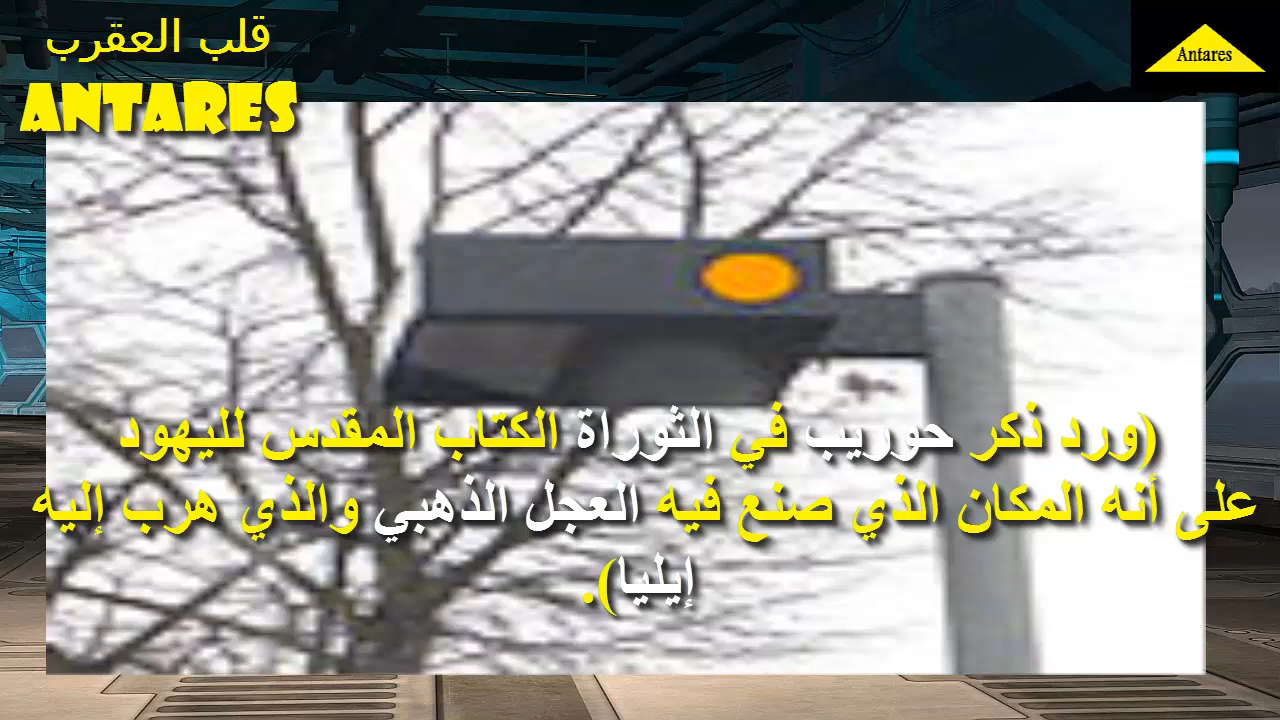 قلب العقرب
ANTARES
Antares
(ورد ذكر حوريب في الثوراة الكتاب المقدس لليهود
على أنه المكان الذي صنع فيه العجل الذهبي والذي هرب إليه
إيليا).